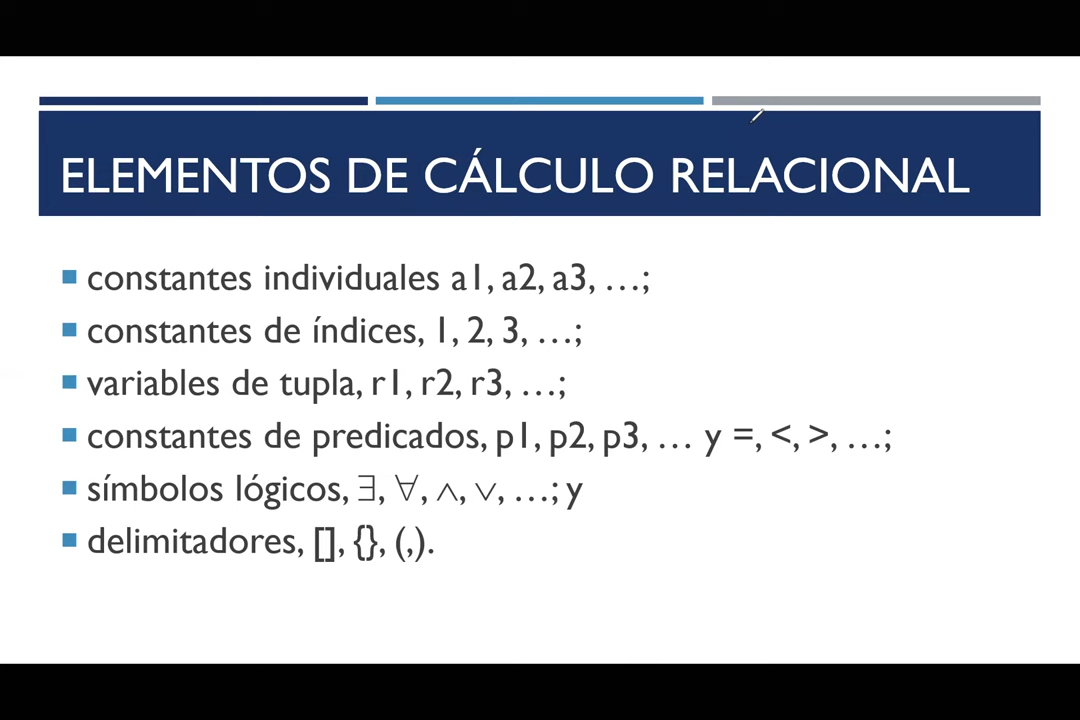 ELEMENTOS DE CÁLCULO RELACIONAL
constantes individuales a1, a2, a3, …;
constantes de índices, 1, 2, 3, …;
variables de tupla, r1, r2, r3, …;
constantes de predicados, p1, p2, p3, … y =, <, >, …;
símbolos lógicos, ∃, ∀, ∧, ∨, …; y
delimitadores, [], {}, (,).